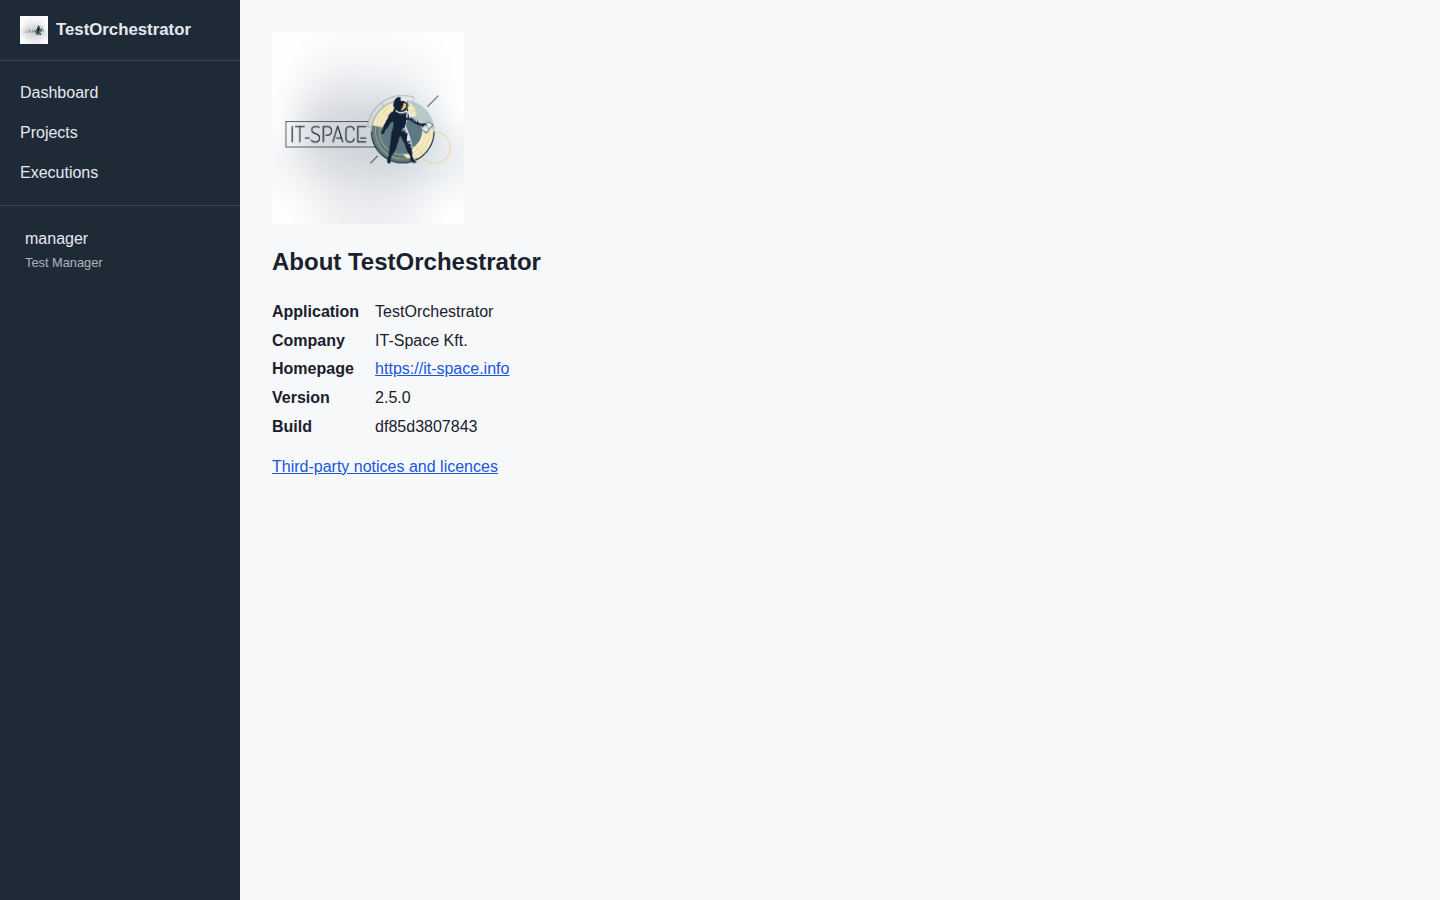 TestOrchestrator
Dashboard
Projects
Executions
manager
Test Manager
IT-SPACE
About TestOrchestrator
Application TestOrchestrator
Company IT-Space Kft.
Homepage https://it-space.info
Version 2.5.0
Build df85d3807843
Third-party notices and licences